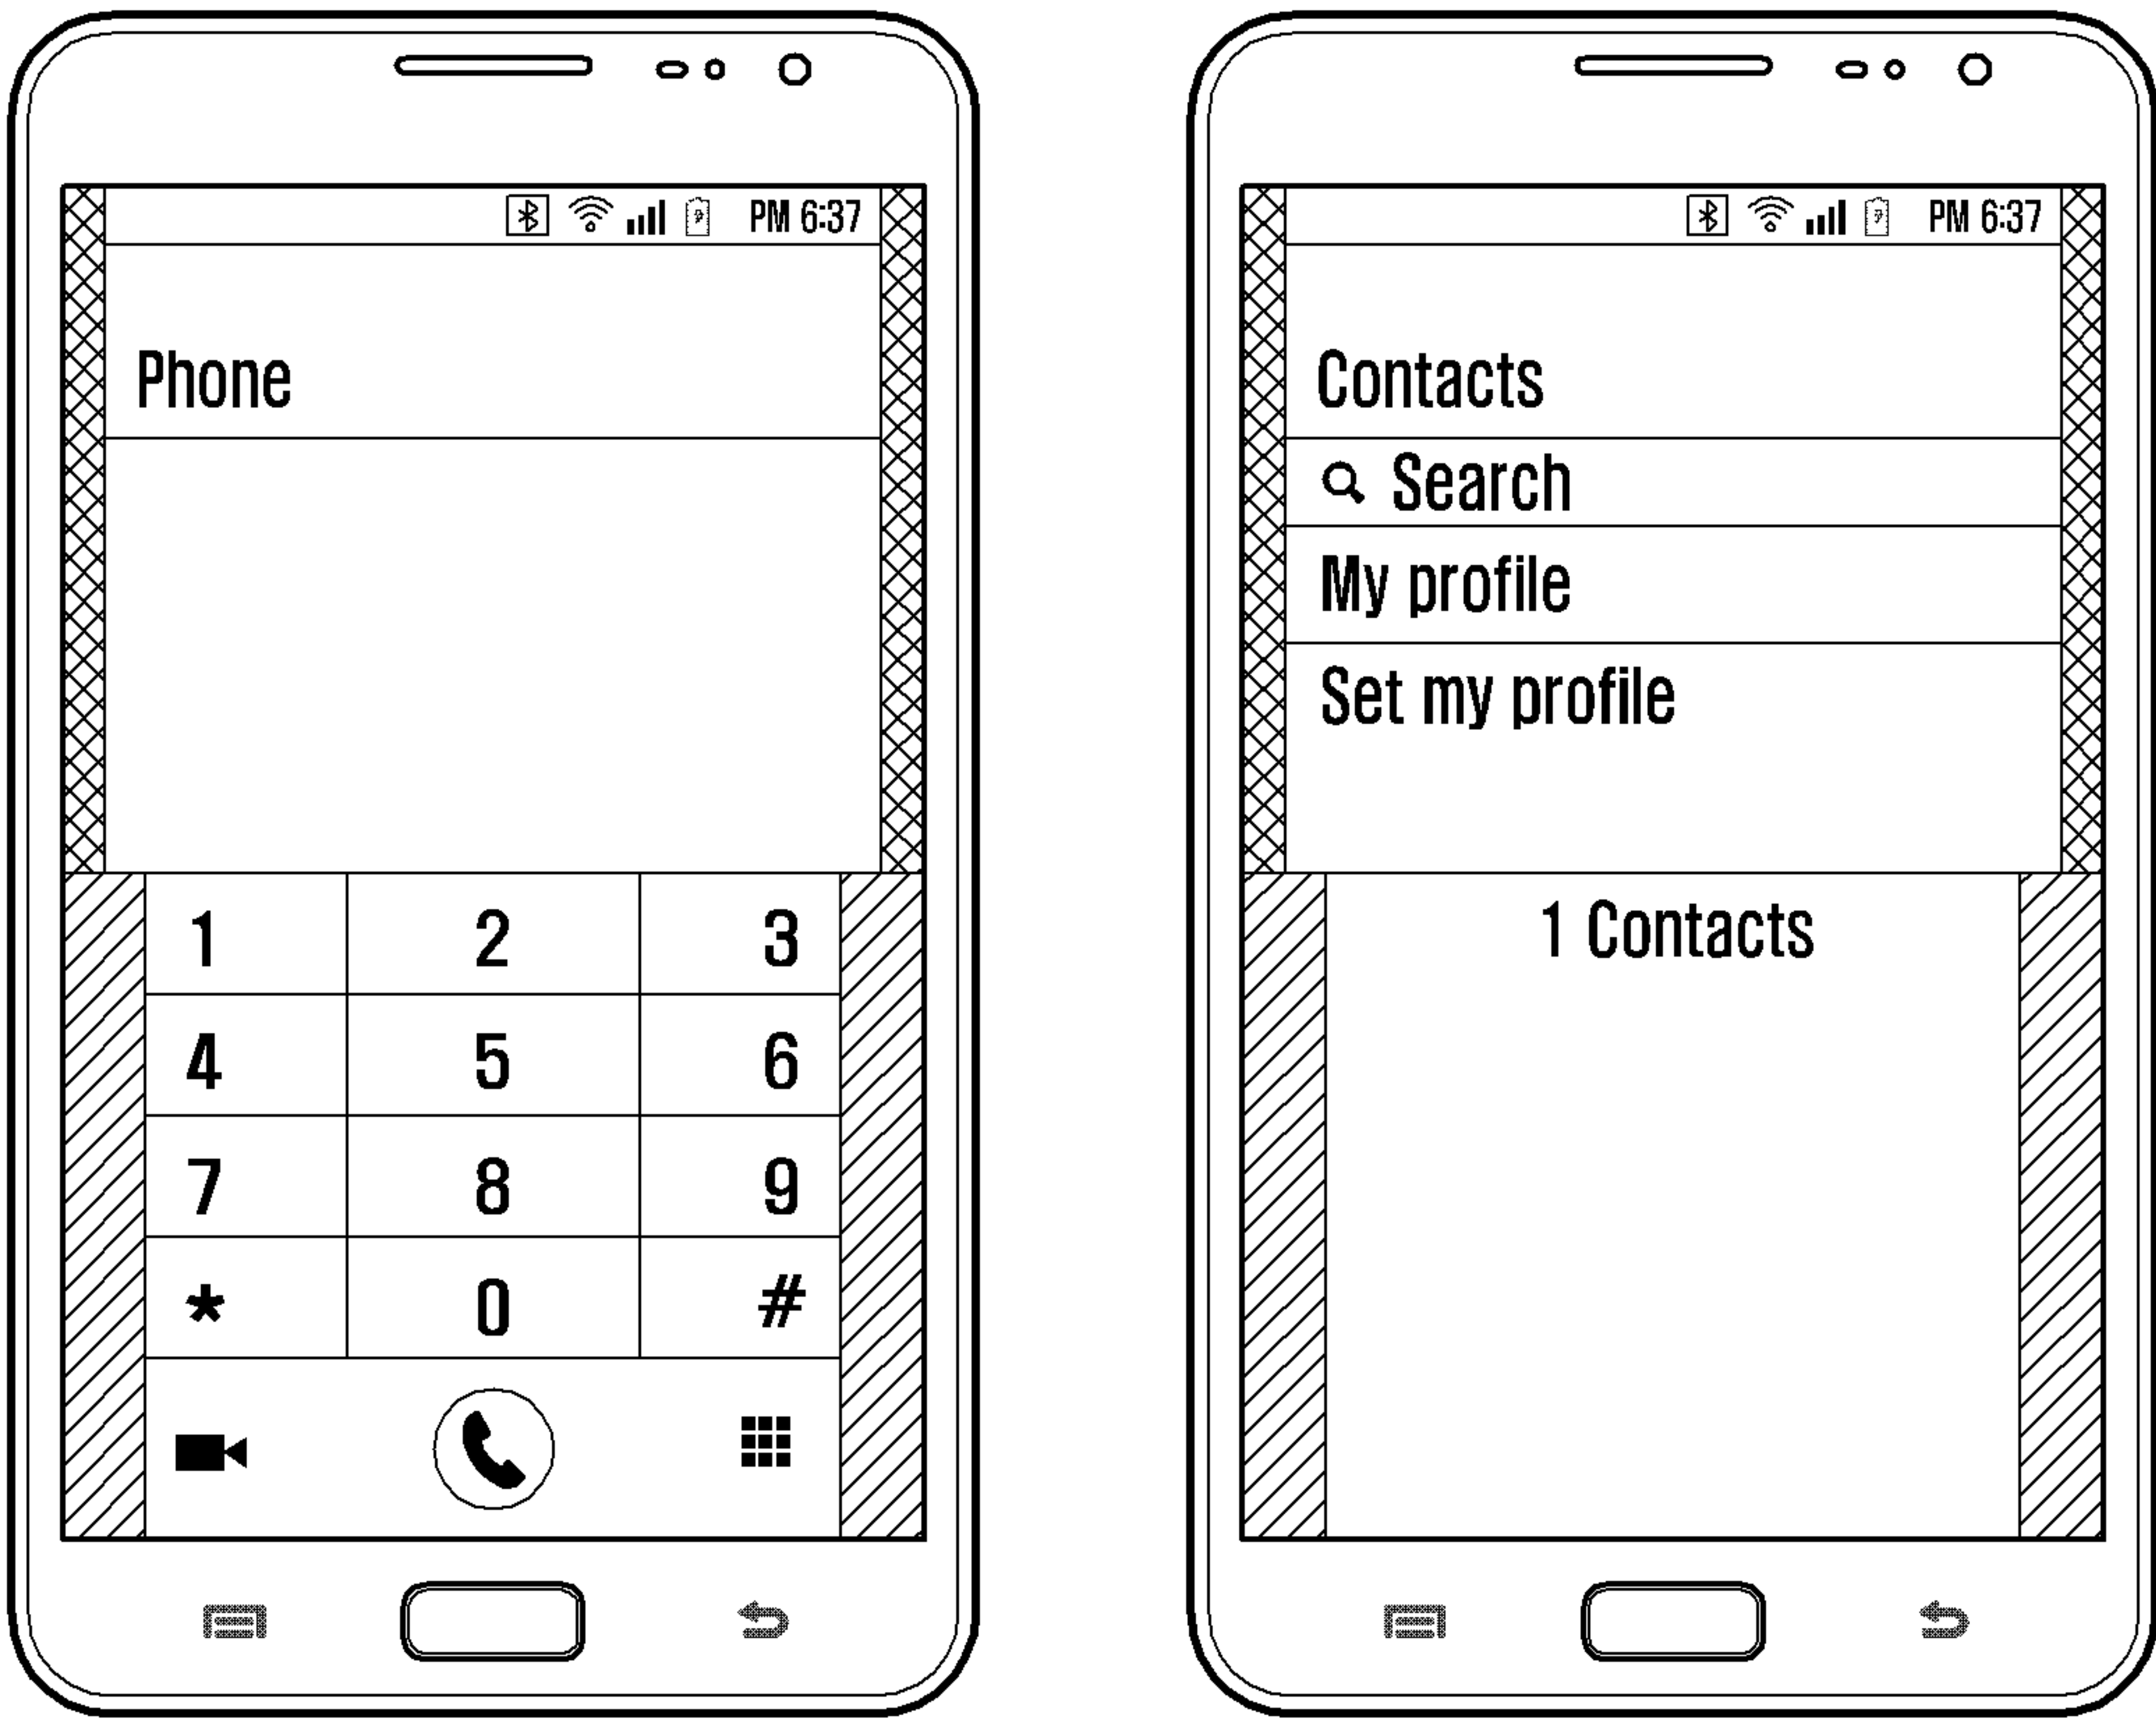 PM 6:37
Phone
1 2 3
4 5 6
7 8 9
* 0 #
PM 6:37
Contacts
Search
My profile
Set my profile
1 Contacts